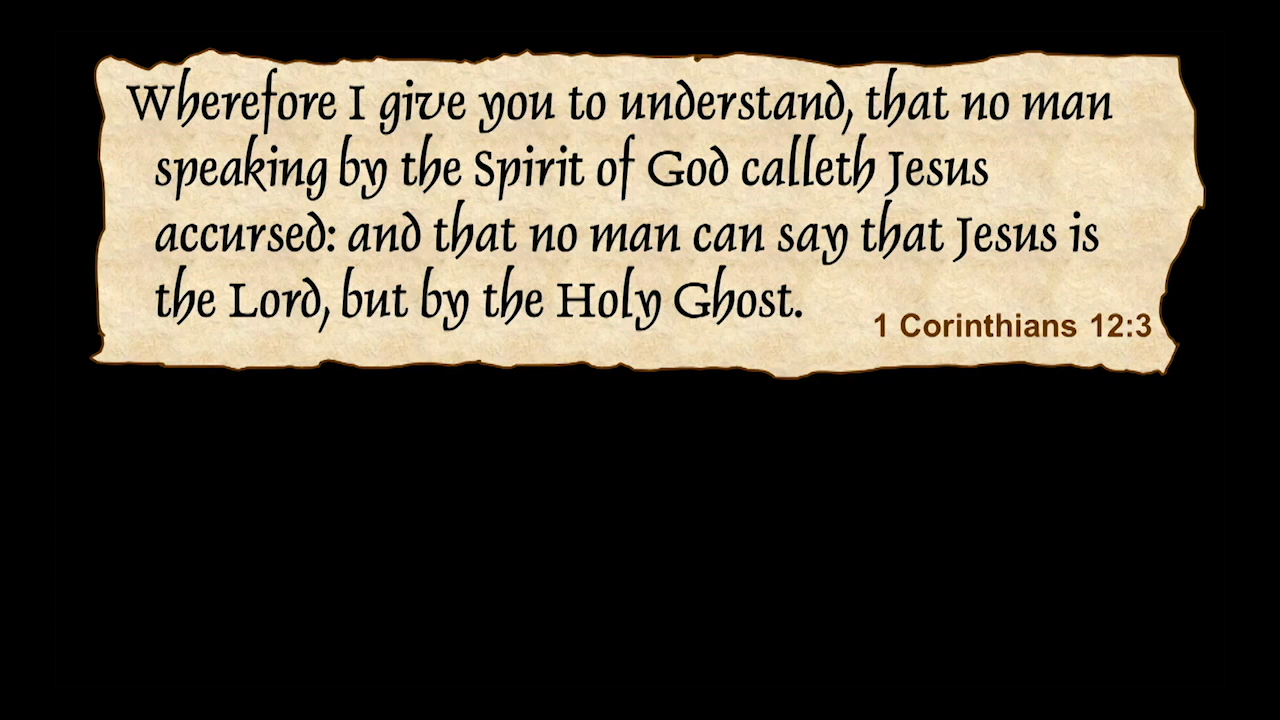 Wherefore I give you to understand, that no man
speaking by the Spirit of God calleth Jesus
accursed: and that no man can say that Jesus is
the Lord, but by the Holy Ghost.
1 Corinthians 12:3